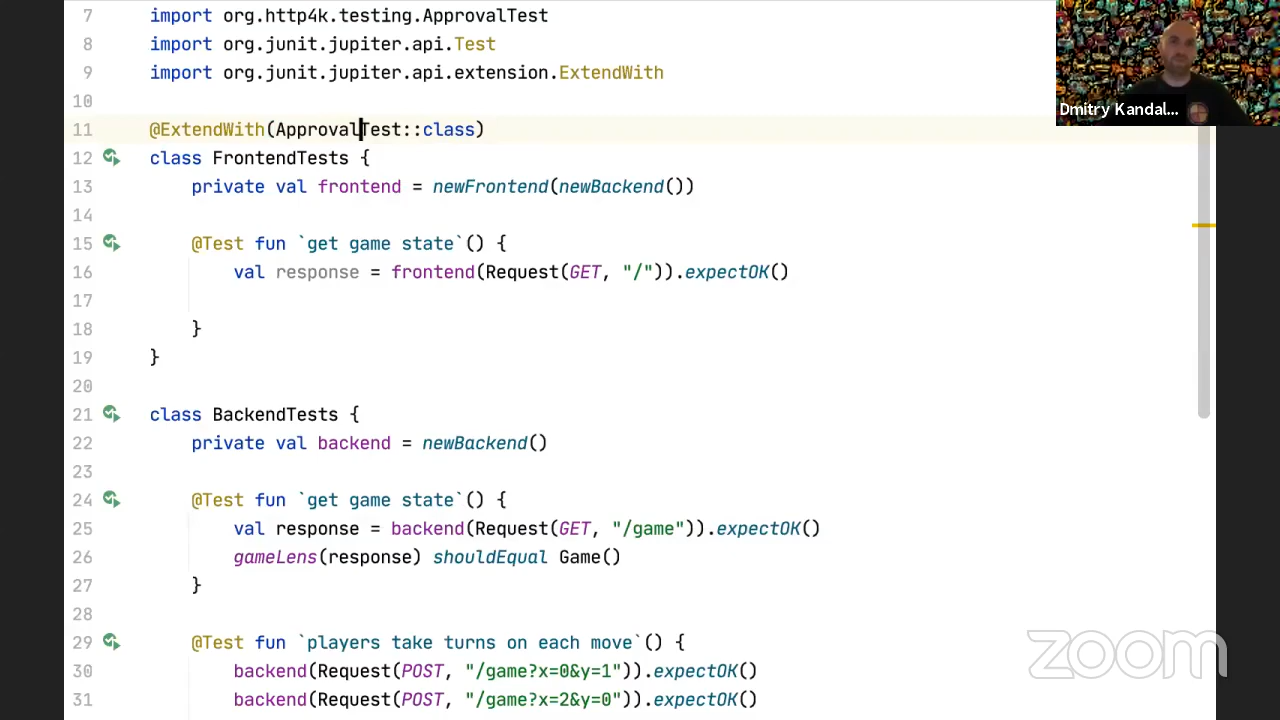 7 import org.http4k.testing.ApprovalTest
8 import org.junit.jupiter.api.Test
9 import org.junit.jupiter.api.extension.ExtendWith
10
11 @ExtendWith(ApprovalTest::class)
12 class FrontendTests {
13 private val frontend = newFrontend(newBackend())
14
15 @Test fun `get game state`() {
16 val response = frontend(Request(GET, "/")).expectOK()
17
18 }
19 }
20
21 class BackendTests {
22 private val backend = newBackend()
23
24 @Test fun `get game state`() {
25 val response = backend(Request(GET, "/game")).expectOK()
26 gameLens(response) shouldEqual Game()
27 }
28
29 @Test fun `players take turns on each move`() {
30 backend(Request(POST, "/game?x=0&y=1")).expectOK()
31 backend(Request(POST, "/game?x=2&y=0")).expectOK()
Dmitry Kandal...
zoom